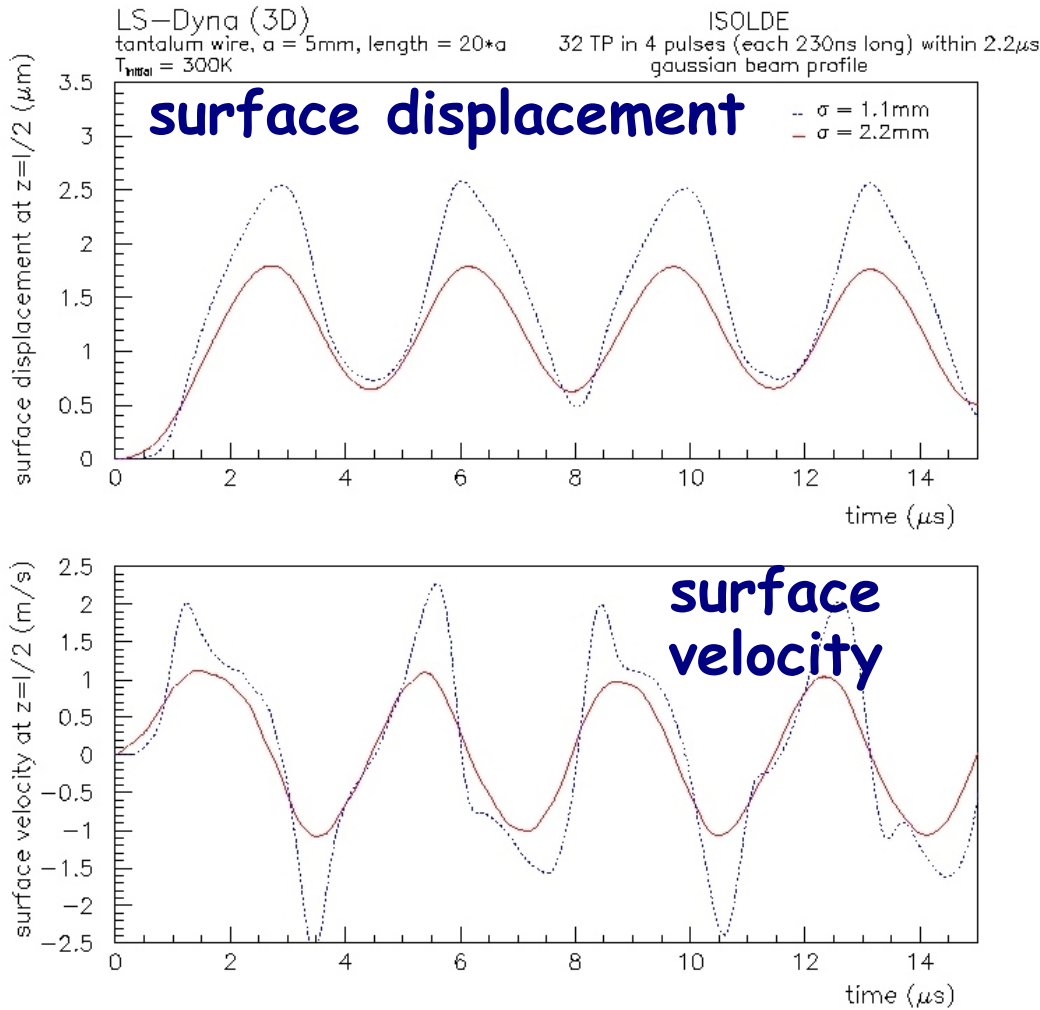 LS-Dyna (3D)
ISOLDE
tantalum wire, a = 5mm, length = 20*a
32 TP in 4 pulses (each 230ns long) within 2.2μs
T_initial = 300K
gaussian beam profile
surface displacement
-- σ = 1.1mm
— σ = 2.2mm
surface displacement at z=l/2 (μm)
3.5
3
2.5
2
1.5
1
0.5
0
0 2 4 6 8 10 12 14
time (μs)
surface
velocity
surface velocity at z=l/2 (m/s)
2.5
2
1.5
1
0.5
0
-0.5
-1
-1.5
-2
-2.5
0 2 4 6 8 10 12 14
time (μs)